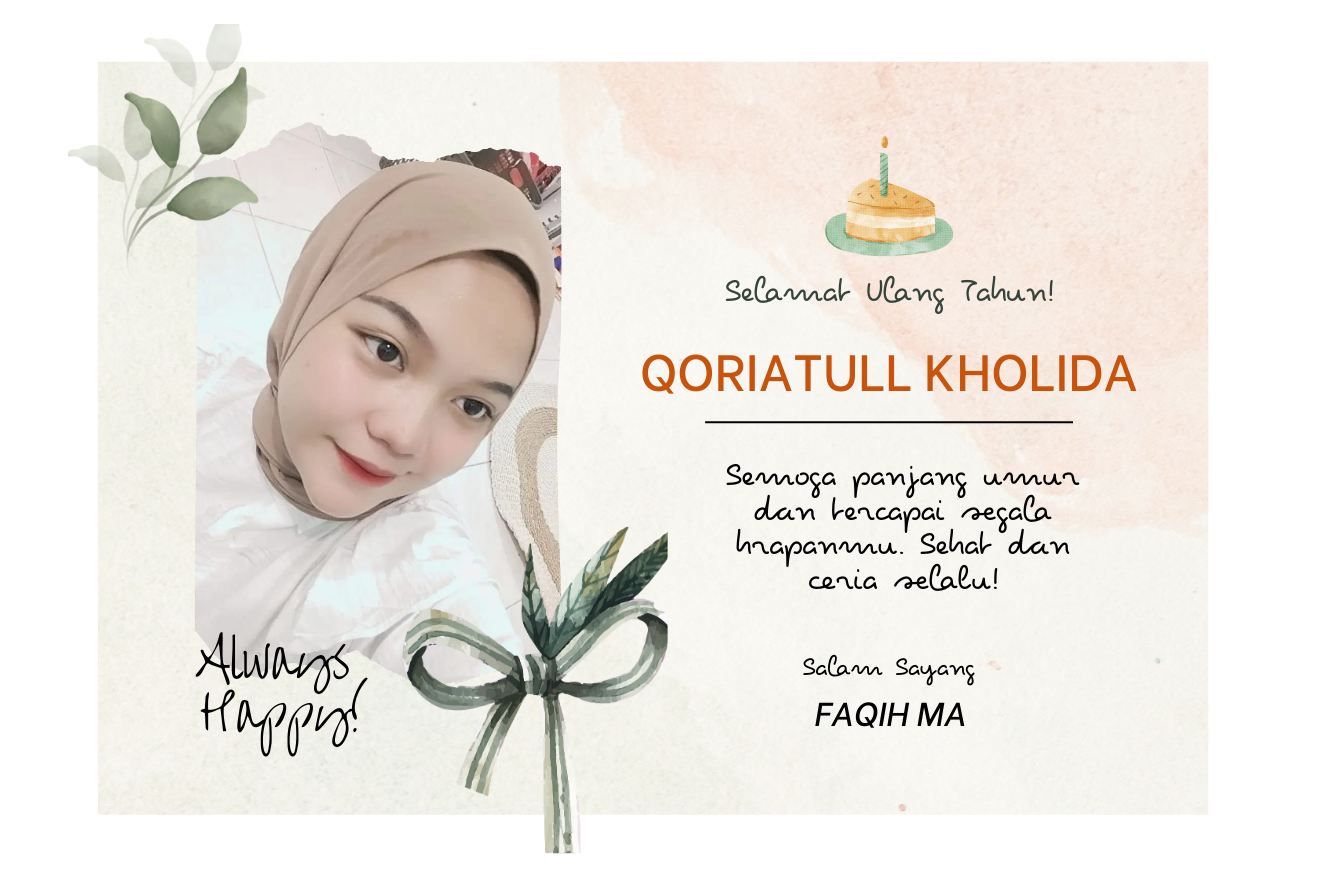 Selamat Ulang Tahun!
QORIATULL KHOLIDA
Semoga panjang umur
dan tercapai segala
hrapanmu. Sehat dan
ceria selalu!
Salam Sayang
FAQIH MA
Always
Happy!